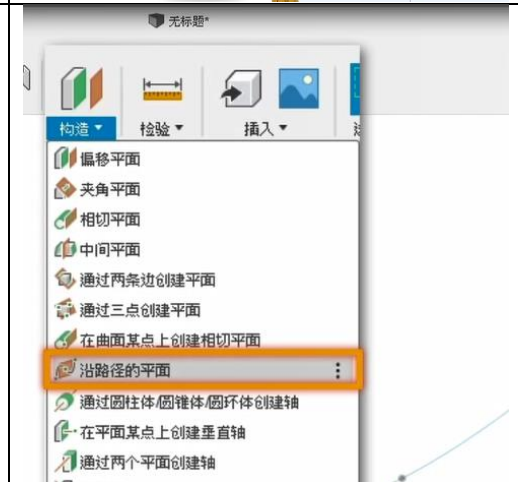 无标题*
构造▼ 检验▼ 插入▼
偏移平面
夹角平面
相切平面
中间平面
通过两条边创建平面
通过三点创建平面
在曲面某点上创建相切平面
沿路径的平面
通过圆柱体/圆锥体/圆环体创建轴
在平面某点上创建垂直轴
通过两个平面创建轴